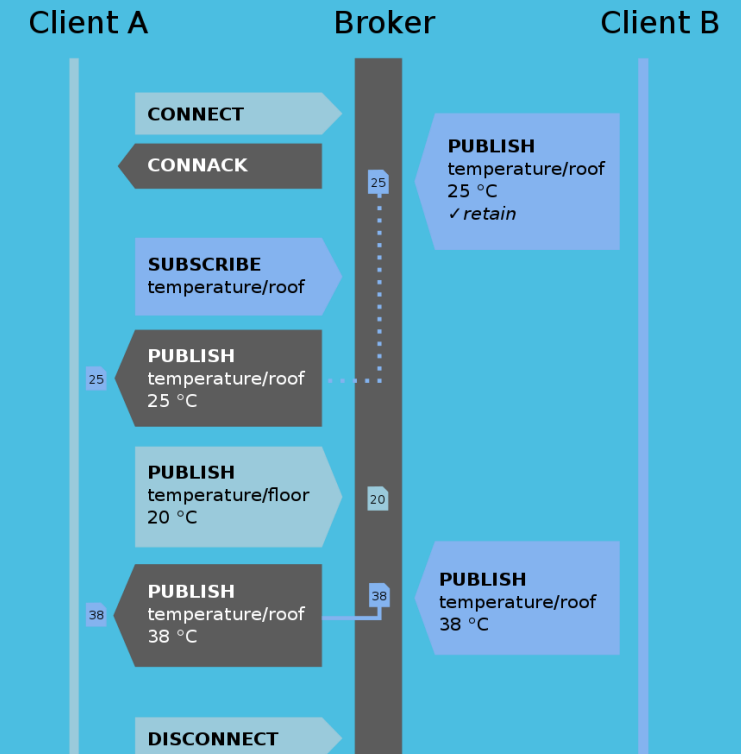 Client A
Broker
Client B
CONNECT
CONNACK
PUBLISH
temperature/roof
25 °C
✓retain
25
SUBSCRIBE
temperature/roof
PUBLISH
temperature/roof
25 °C
25
PUBLISH
temperature/floor
20 °C
20
PUBLISH
temperature/roof
38 °C
38
PUBLISH
temperature/roof
38 °C
38
DISCONNECT